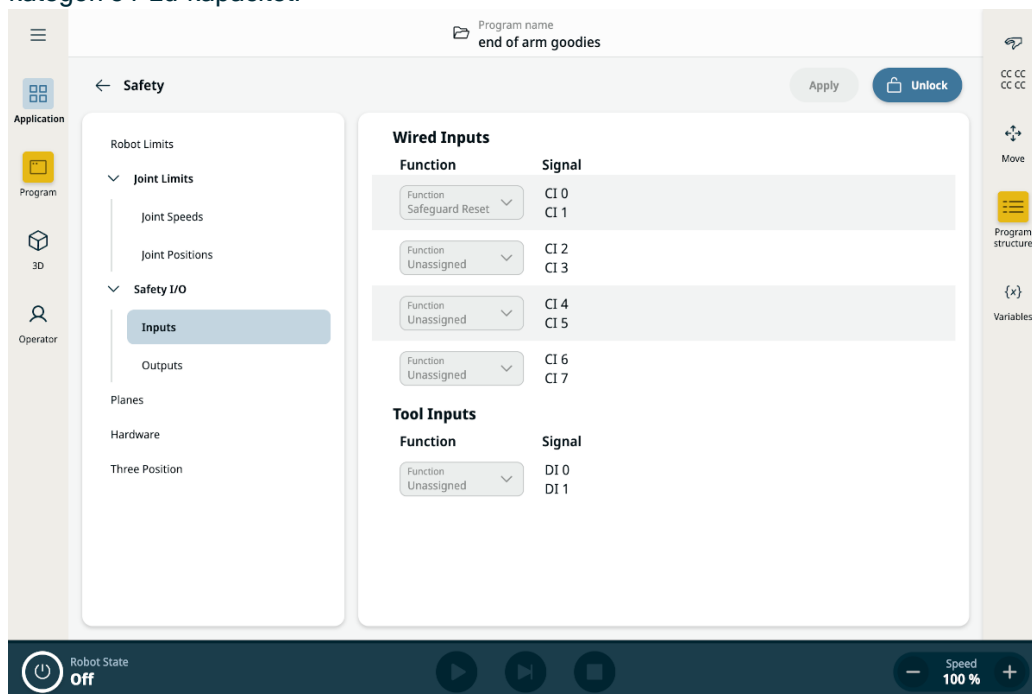 Program name
end of arm goodies
Safety
Apply
Unlock
Application
Program
3D
Operator
Robot Limits
Joint Limits
Joint Speeds
Joint Positions
Safety I/O
Inputs
Outputs
Planes
Hardware
Three Position
Wired Inputs
Function Signal
Function
Safeguard Reset
CI 0
CI 1
Function
Unassigned
CI 2
CI 3
Function
Unassigned
CI 4
CI 5
Function
Unassigned
CI 6
CI 7
Tool Inputs
Function Signal
Function
Unassigned
DI 0
DI 1
CC CC
CC CC
Move
Program
structure
{x}
Variables
Robot State
Off
Speed
100 %